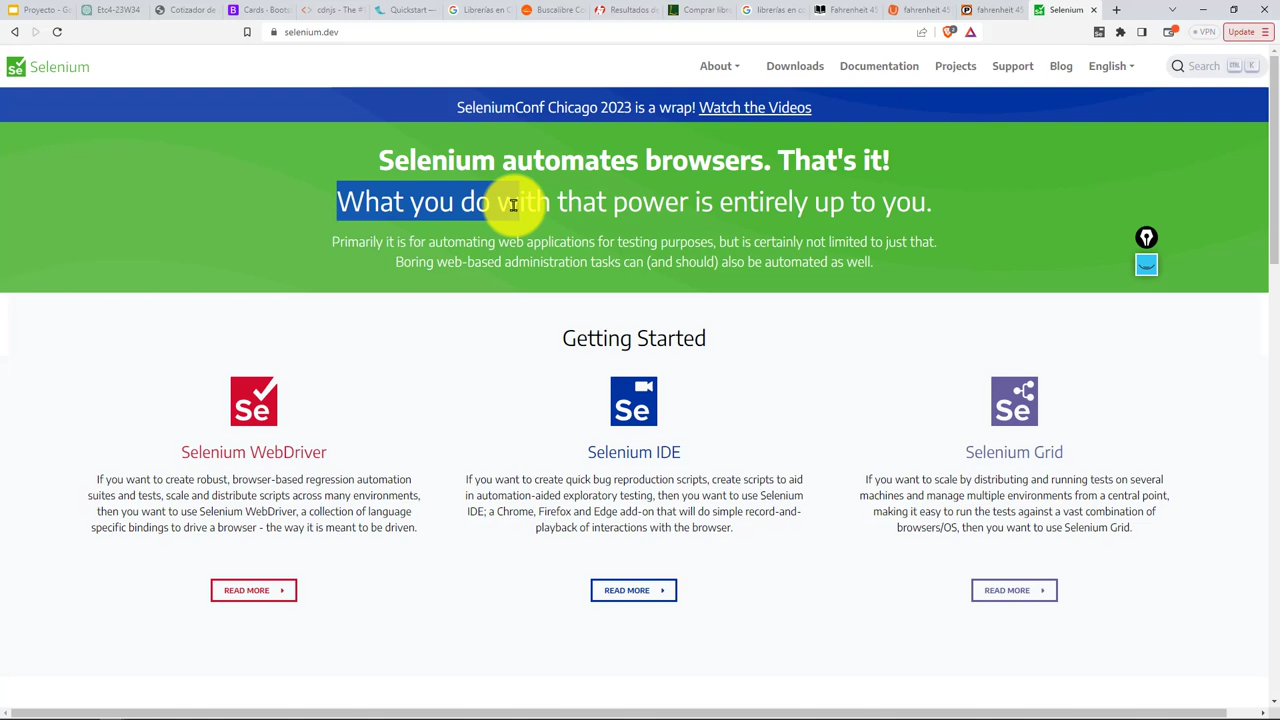 Proyecto - G
Etc4-23W34
Cotizador de
Cards - Boots
cdnjs - The #
Quickstart —
Librerías en c
Buscalibre Co
Resultados de
Comprar libr
librerías en c
Fahrenheit 45
fahrenheit 45
fahrenheit 45
Selenium
selenium.dev
2
VPN
Update
Se Selenium
About
Downloads
Documentation
Projects
Support
Blog
English
Search
K
SeleniumConf Chicago 2023 is a wrap! Watch the Videos
Selenium automates browsers. That's it!
What you do with that power is entirely up to you.
Primarily it is for automating web applications for testing purposes, but is certainly not limited to just that.
Boring web-based administration tasks can (and should) also be automated as well.
Getting Started
Se
Selenium WebDriver
If you want to create robust, browser-based regression automation
suites and tests, scale and distribute scripts across many environments,
then you want to use Selenium WebDriver, a collection of language
specific bindings to drive a browser - the way it is meant to be driven.
READ MORE
Se
Selenium IDE
If you want to create quick bug reproduction scripts, create scripts to aid
in automation-aided exploratory testing, then you want to use Selenium
IDE; a Chrome, Firefox and Edge add-on that will do simple record-and-
playback of interactions with the browser.
READ MORE
Se
Selenium Grid
If you want to scale by distributing and running tests on several
machines and manage multiple environments from a central point,
making it easy to run the tests against a vast combination of
browsers/OS, then you want to use Selenium Grid.
READ MORE